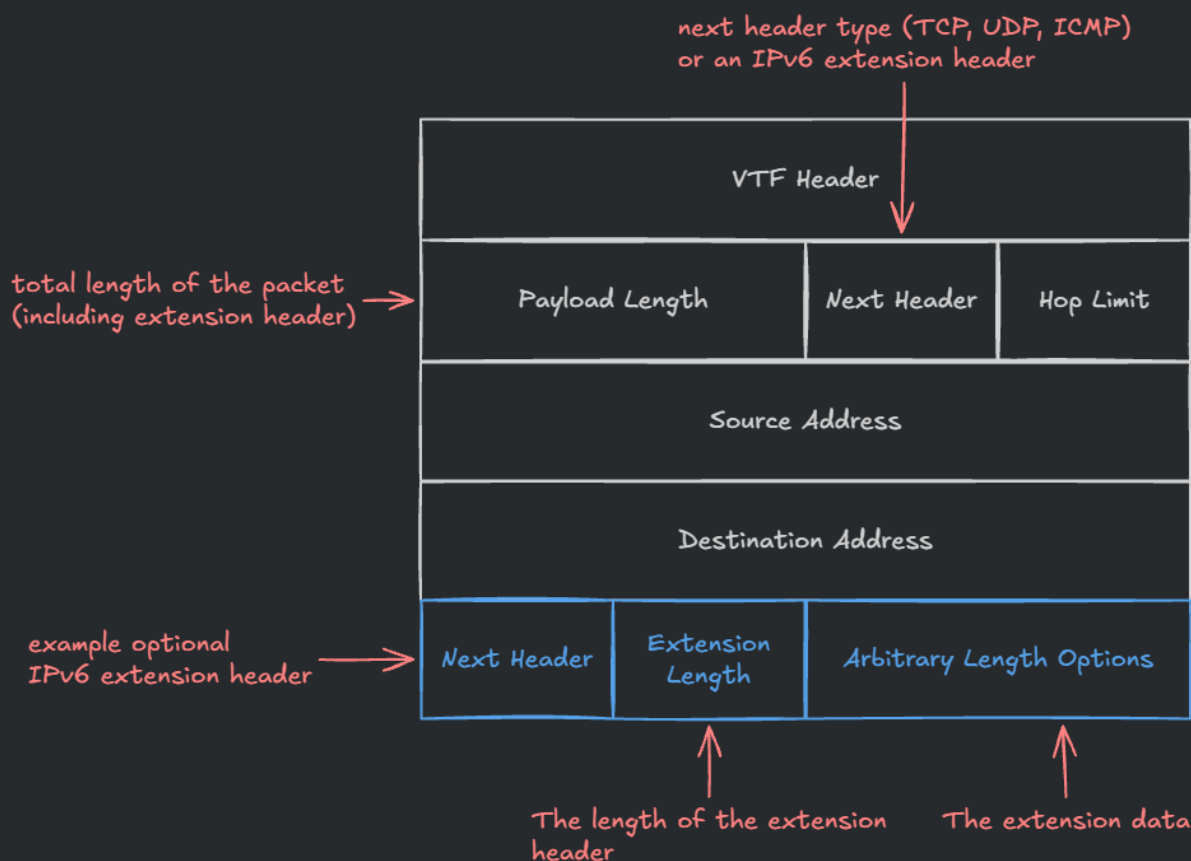 next header type (TCP, UDP, ICMP)
or an IPv6 extension header
VTF Header
total length of the packet
(including extension header)
Payload Length
Next Header
Hop Limit
Source Address
Destination Address
example optional
IPv6 extension header
Next Header
Extension
Length
Arbitrary Length Options
The length of the extension
header
The extension data